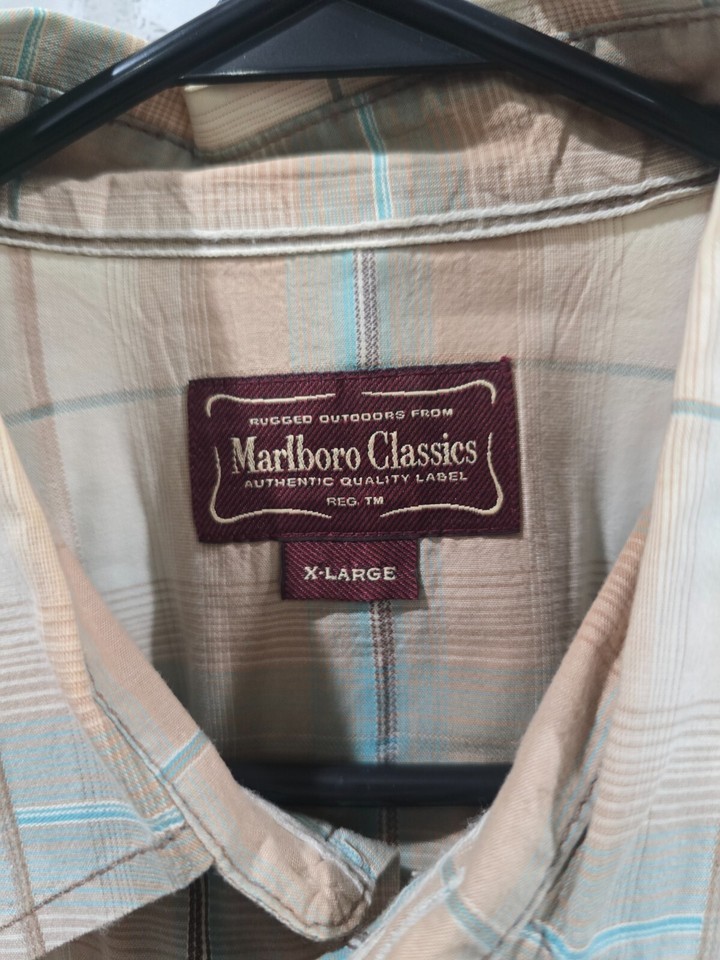 RUGGED OUTDOORS FROM
Marlboro Classics
AUTHENTIC QUALITY LABEL
REG. TM
X-LARGE